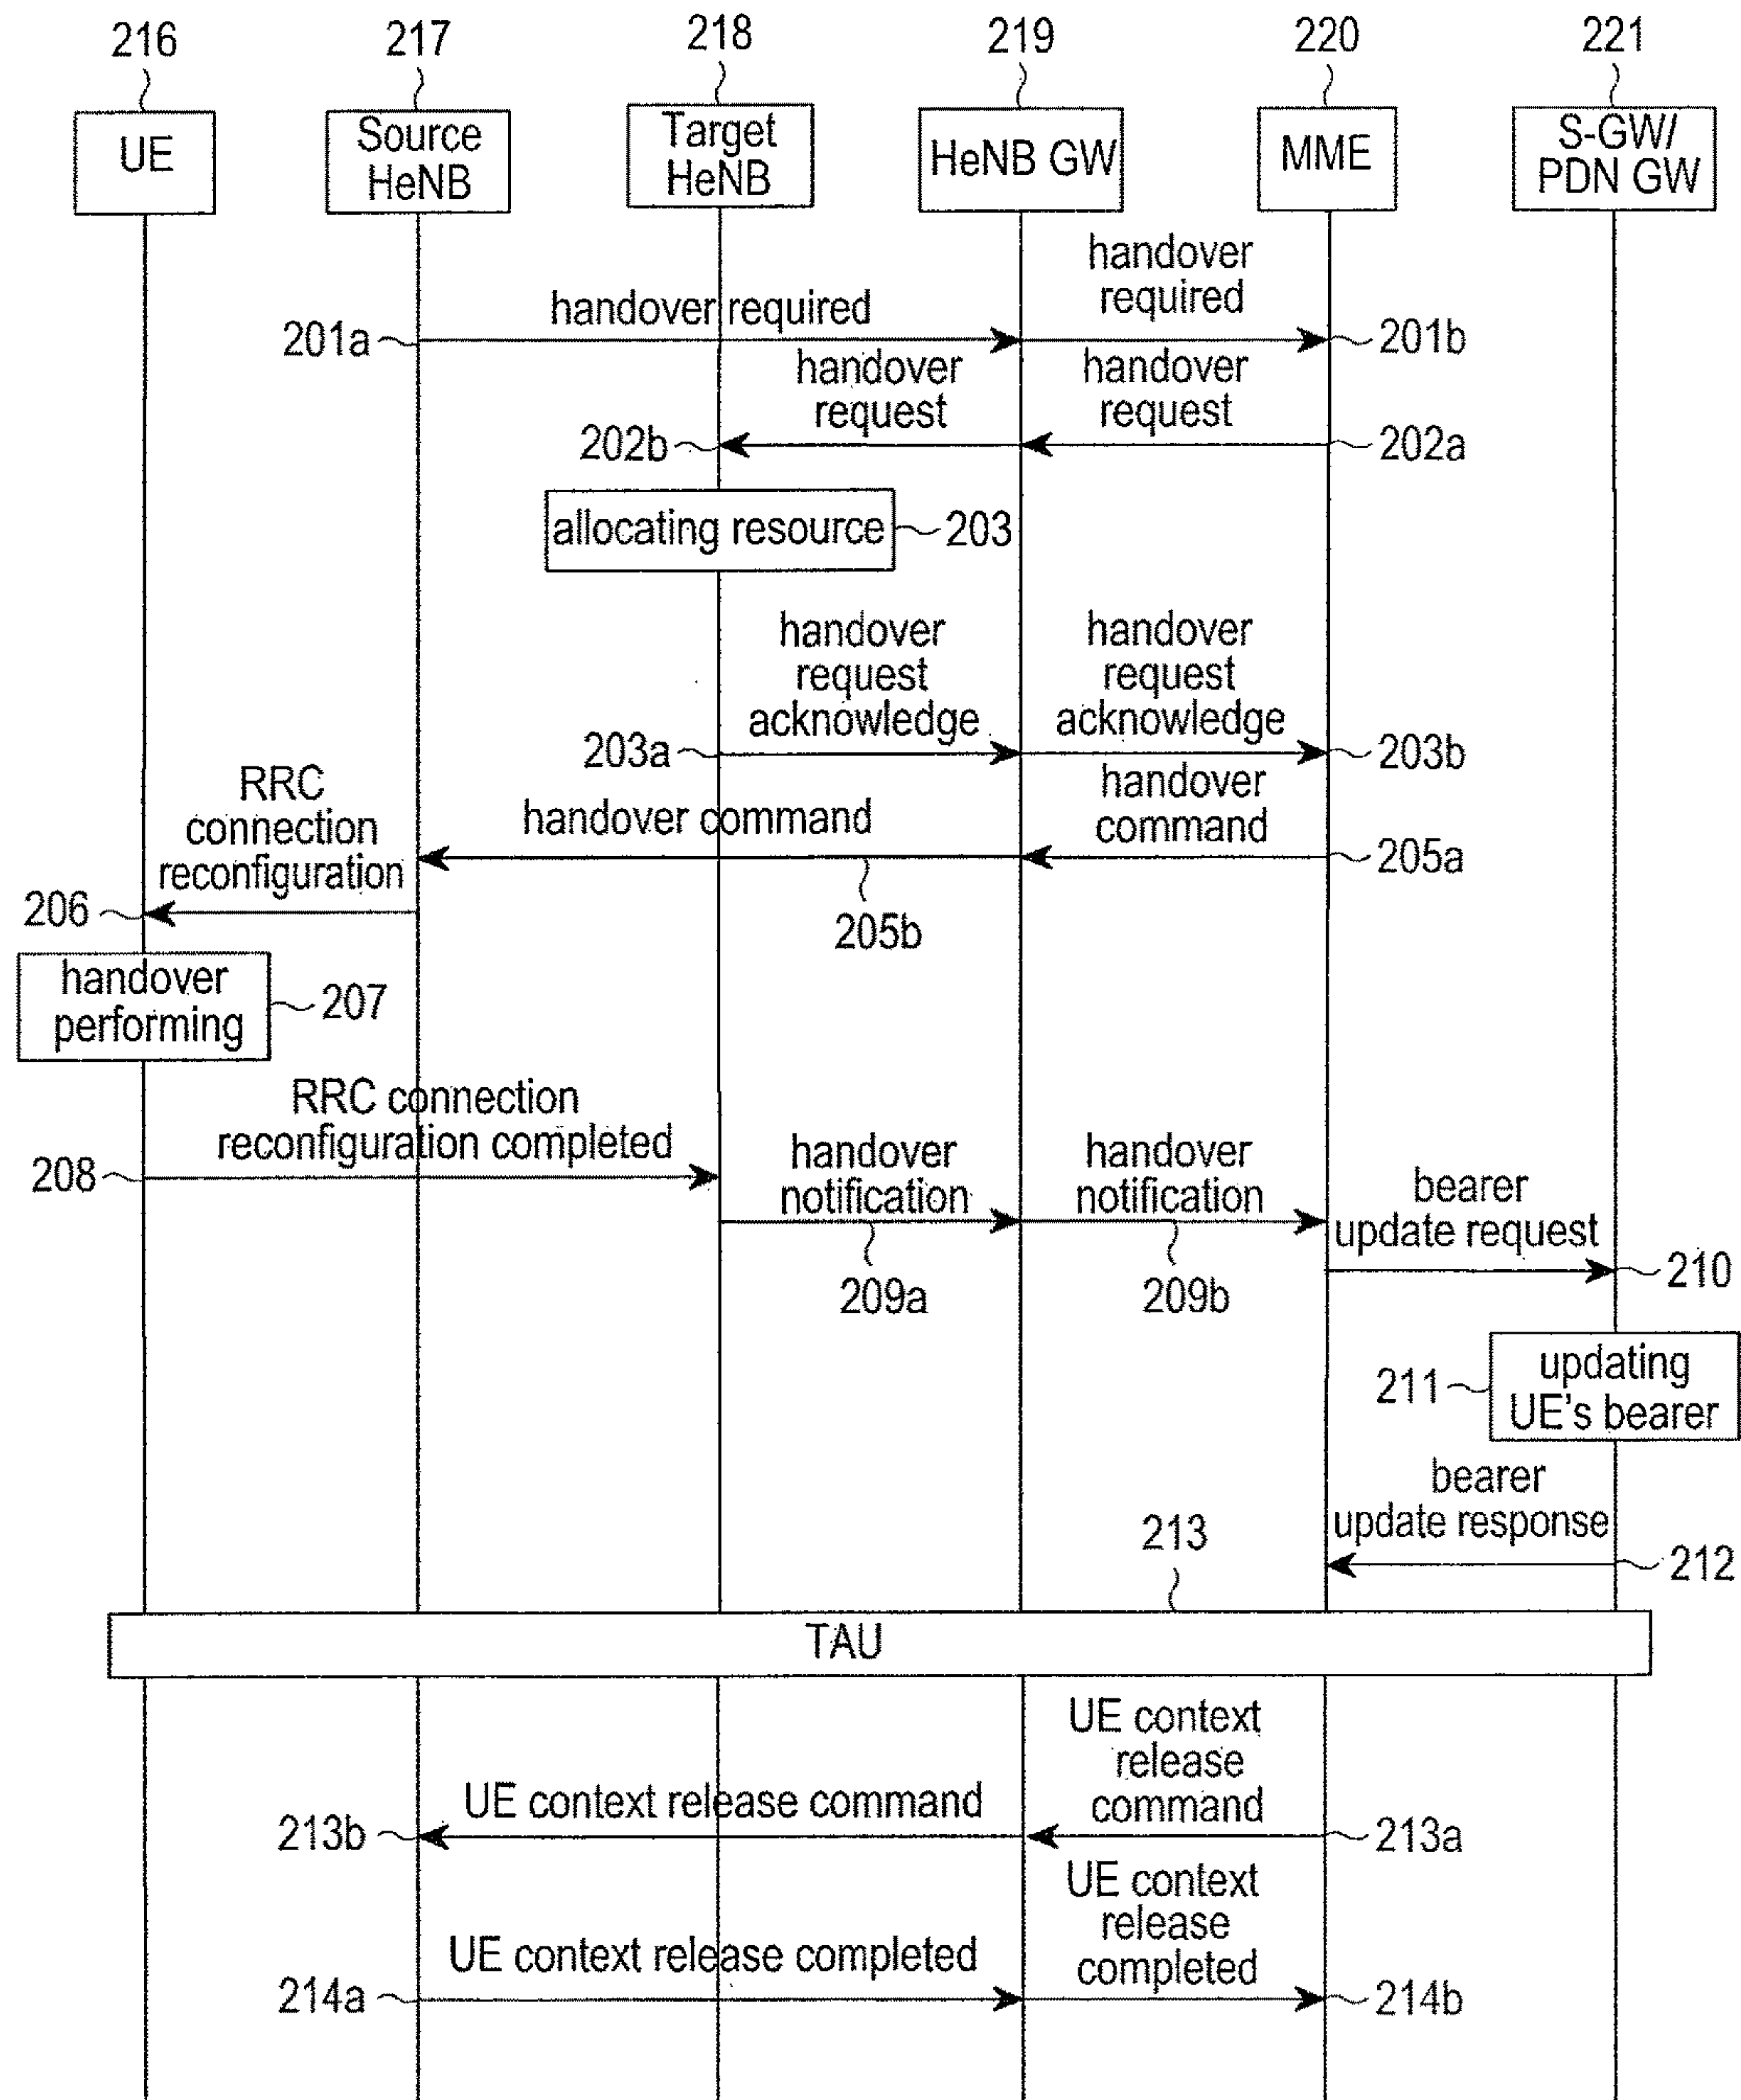 216
217
218
219
220
221
UE
Source
HeNB
Target
HeNB
HeNB GW
MME
S-GW/
PDN GW
handover
required
handover required
201a
201b
handover
request
handover
request
202b
202a
allocating resource
203
handover
request
acknowledge
handover
request
acknowledge
203a
203b
RRC
connection
reconfiguration
handover command
handover
command
205a
206
205b
handover
performing
207
RRC connection
reconfiguration completed
208
handover
notification
handover
notification
209a
209b
bearer
update request
210
211
updating
UE's bearer
bearer
update response
212
213
TAU
UE context
release
command
UE context release command
213b
213a
UE context
release
completed
UE context release completed
214a
214b